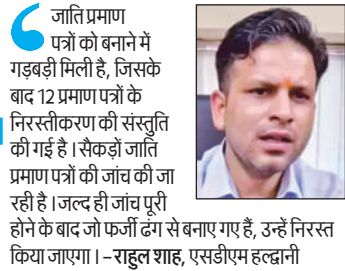 जाति प्रमाण
पत्रों को बनाने में
गड़बड़ी मिली है, जिसके
बाद 12 प्रमाण पत्रों के
निरस्तीकरण की संस्तुति
की गई है। सैकड़ों जाति
प्रमाण पत्रों की जांच की जा
रही है। जल्द ही जांच पूरी
होने के बाद जो फर्जी ढंग से बनाए गए हैं, उन्हें निरस्त
किया जाएगा। -राहुल शाह, एसडीएम हल्द्वानी